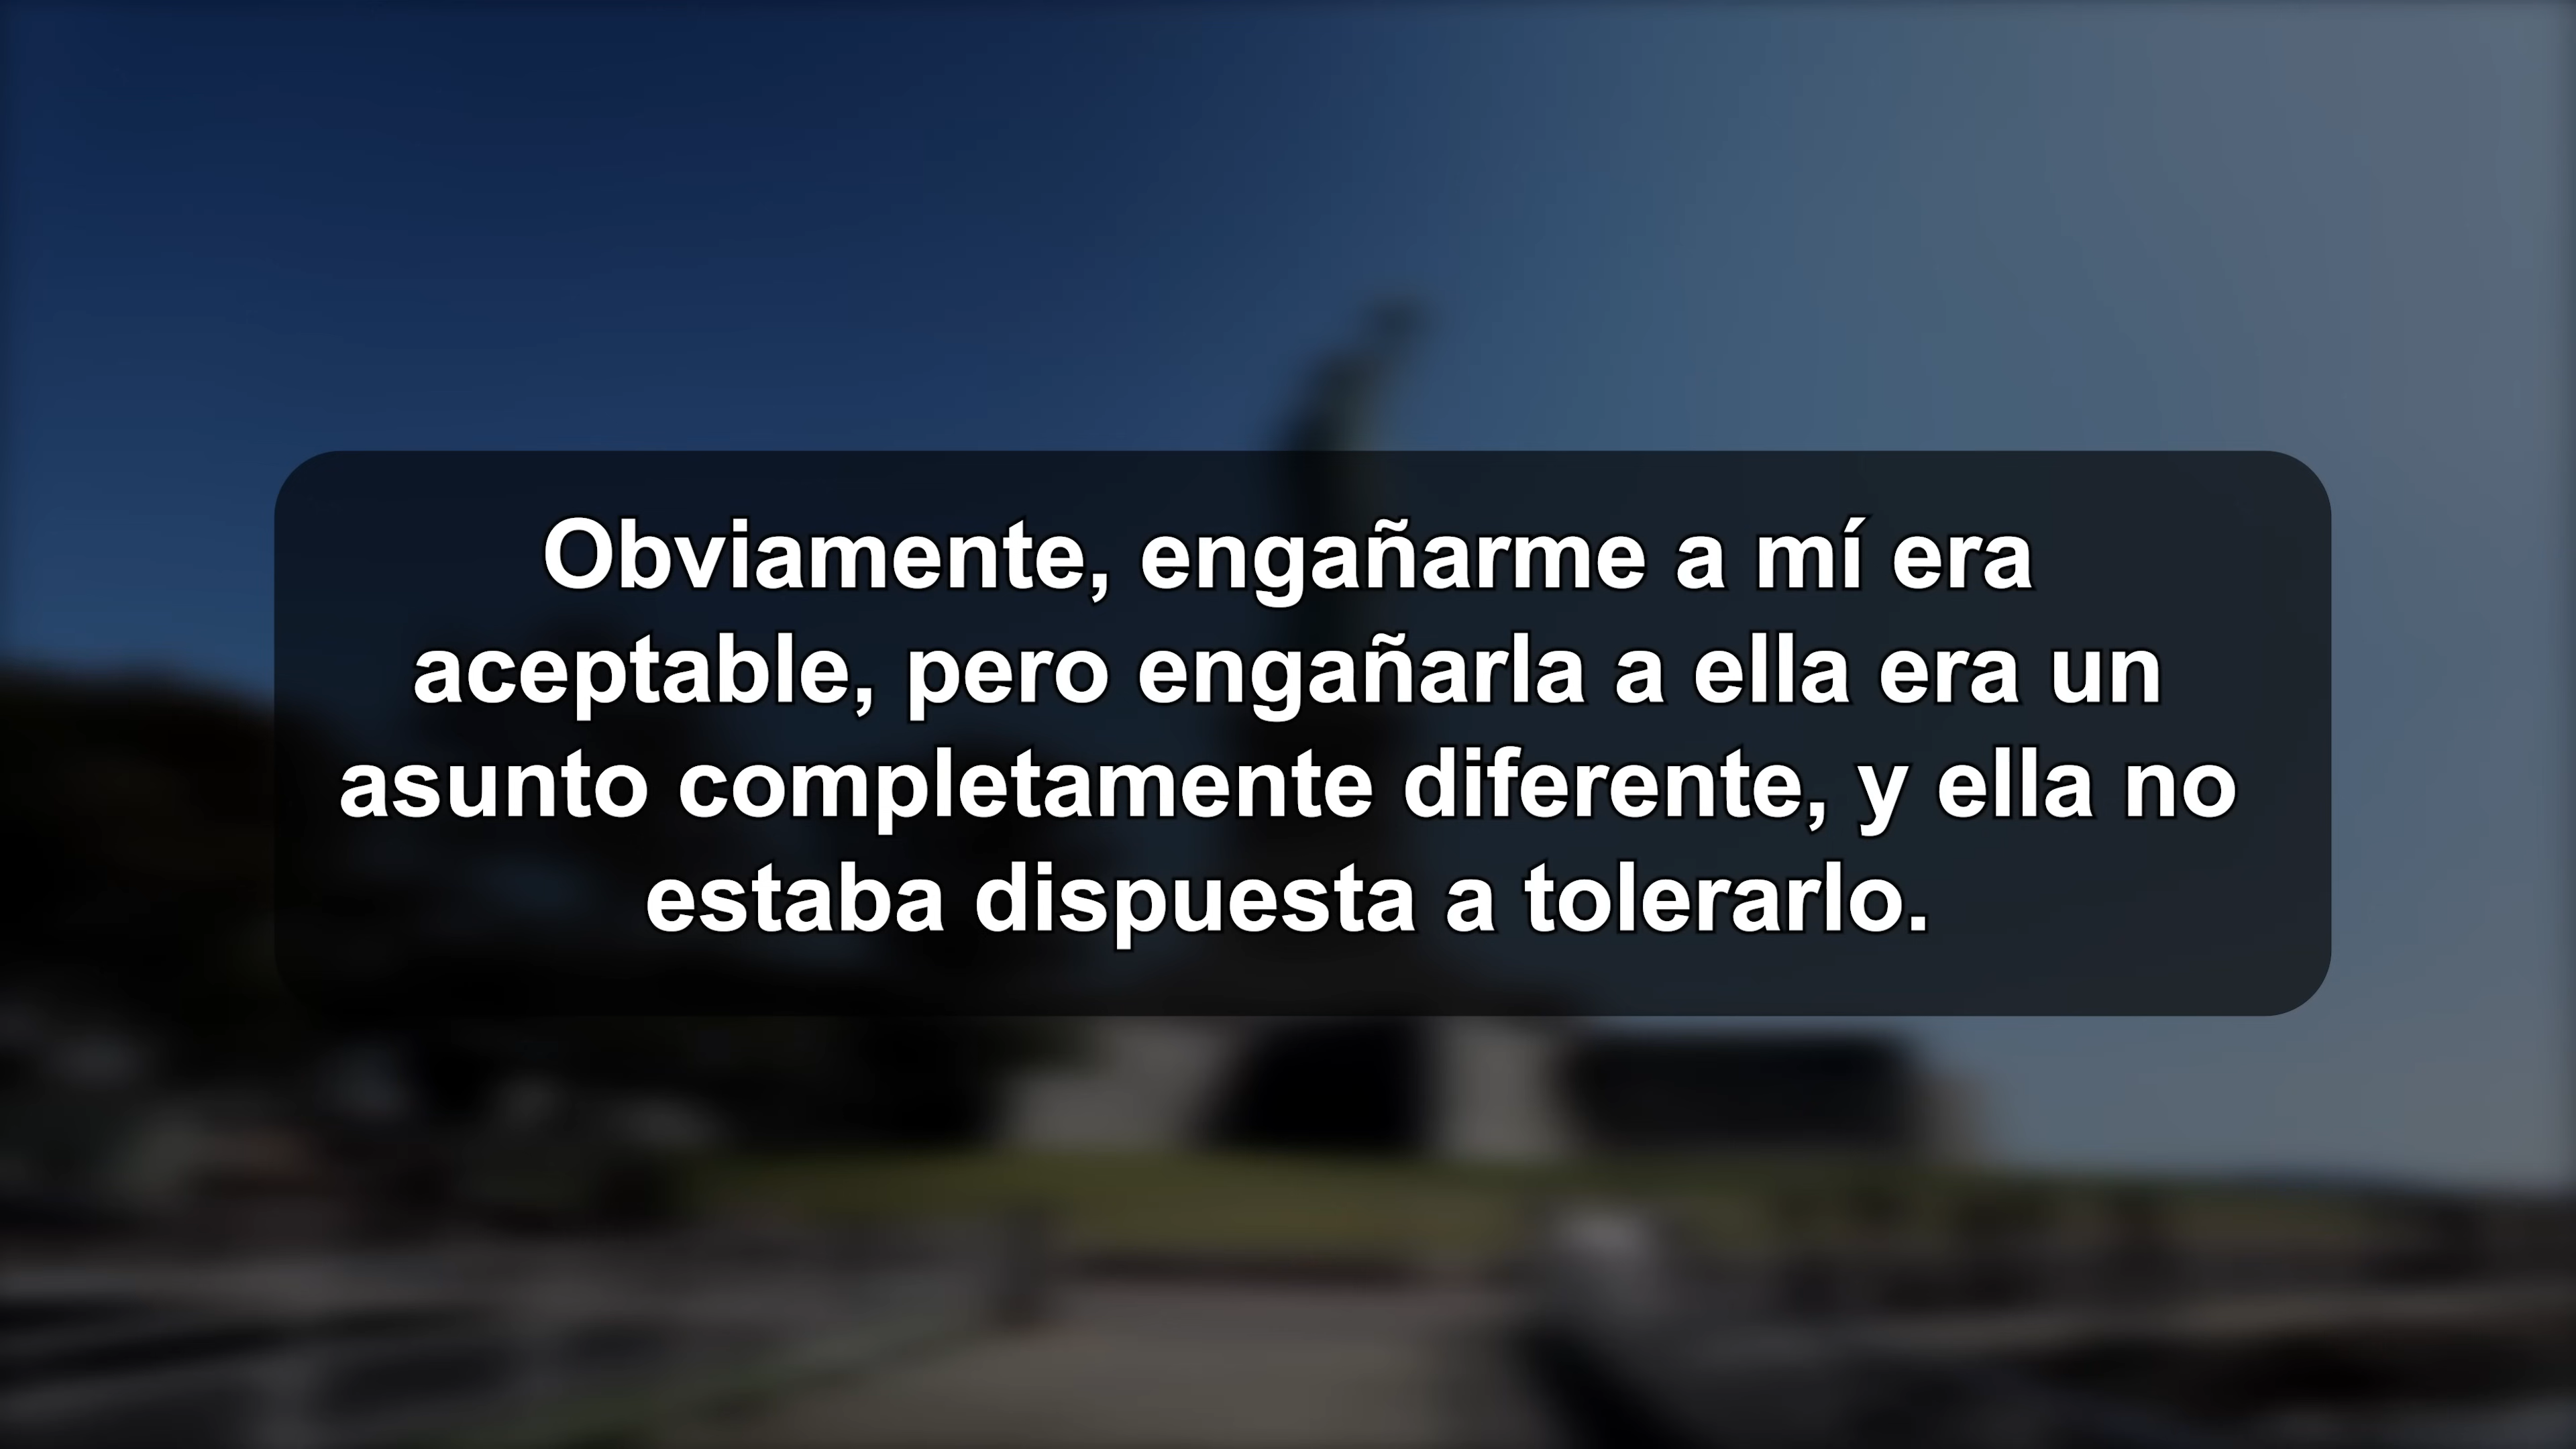 Obviamente, engañarme a mí era
aceptable, pero engañarla a ella era un
asunto completamente diferente, y ella no
estaba dispuesta a tolerarlo.